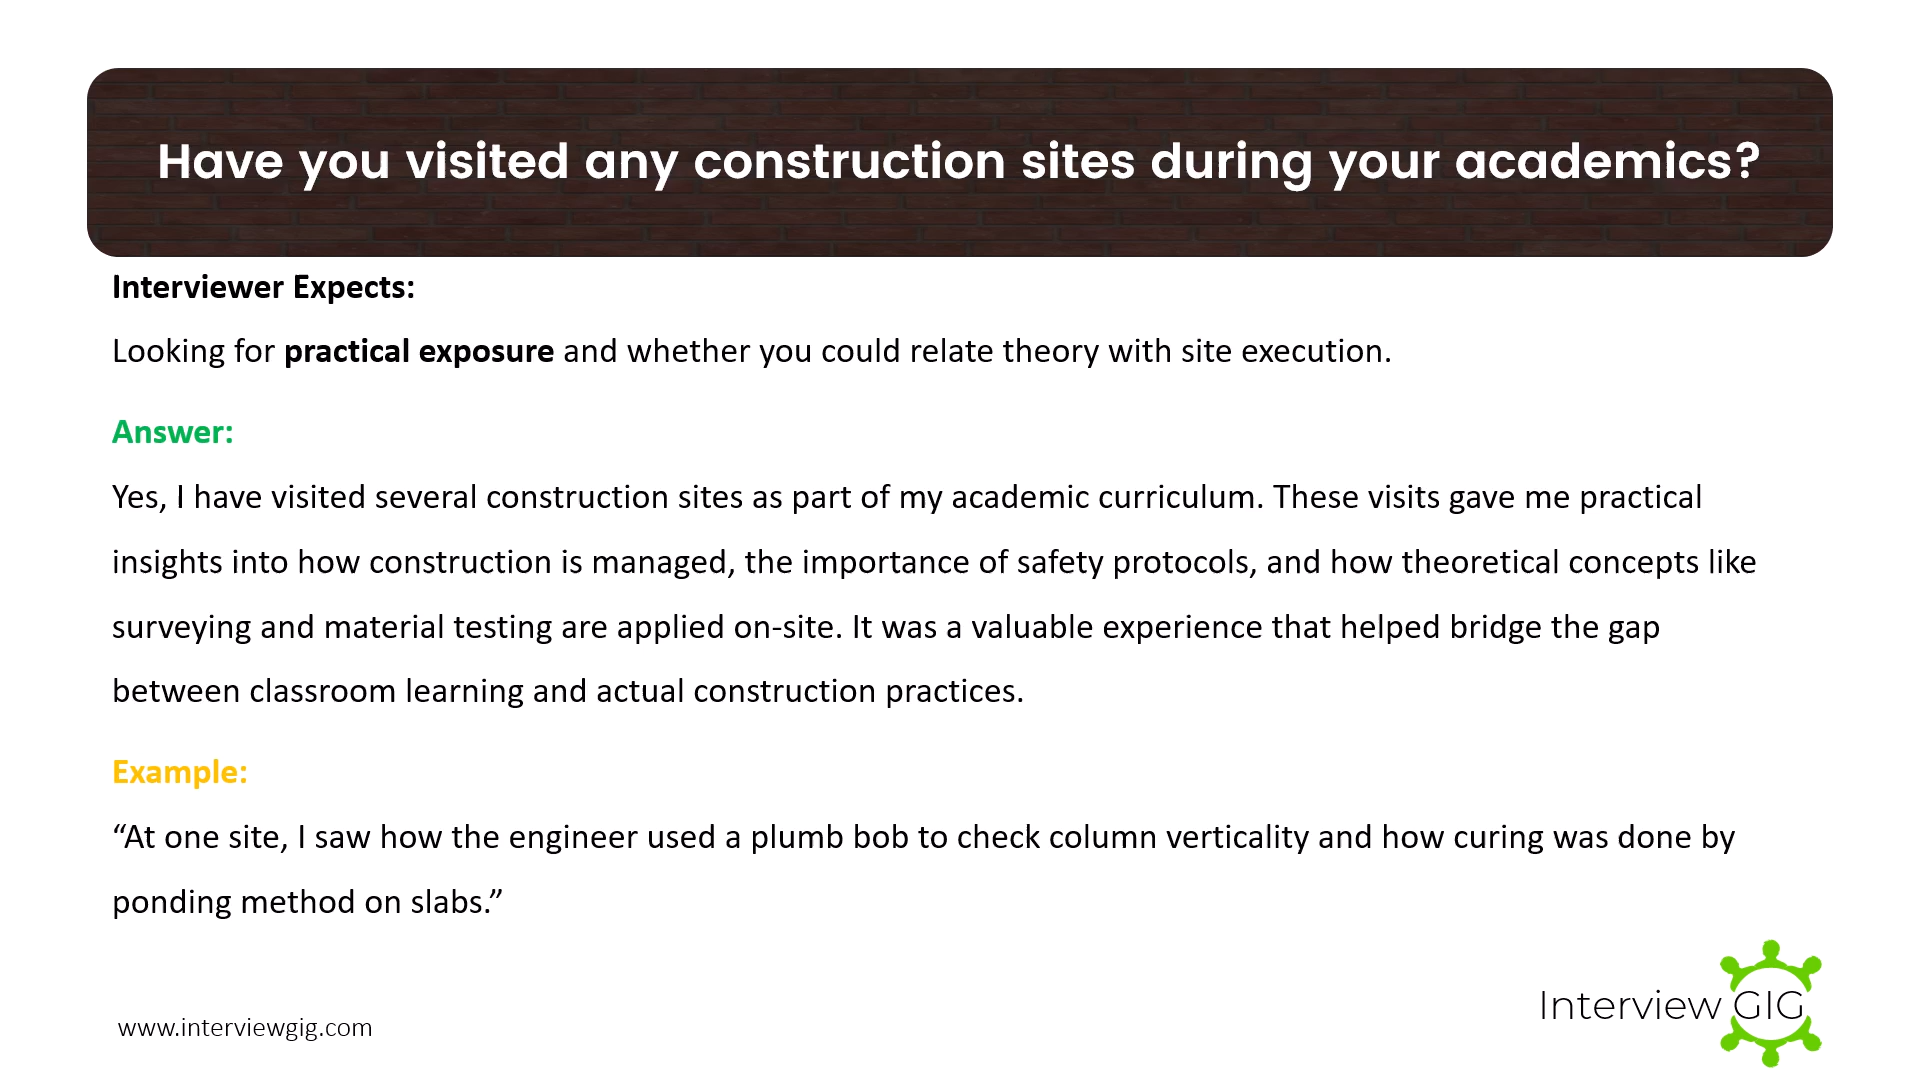 Have you visited any construction sites during your academics?
Interviewer Expects:
Looking for practical exposure and whether you could relate theory with site execution.
Answer:
Yes, I have visited several construction sites as part of my academic curriculum. These visits gave me practical
insights into how construction is managed, the importance of safety protocols, and how theoretical concepts like
surveying and material testing are applied on-site. It was a valuable experience that helped bridge the gap
between classroom learning and actual construction practices.
Example:
“At one site, I saw how the engineer used a plumb bob to check column verticality and how curing was done by
ponding method on slabs.”
Interview GIG
www.interviewgig.com